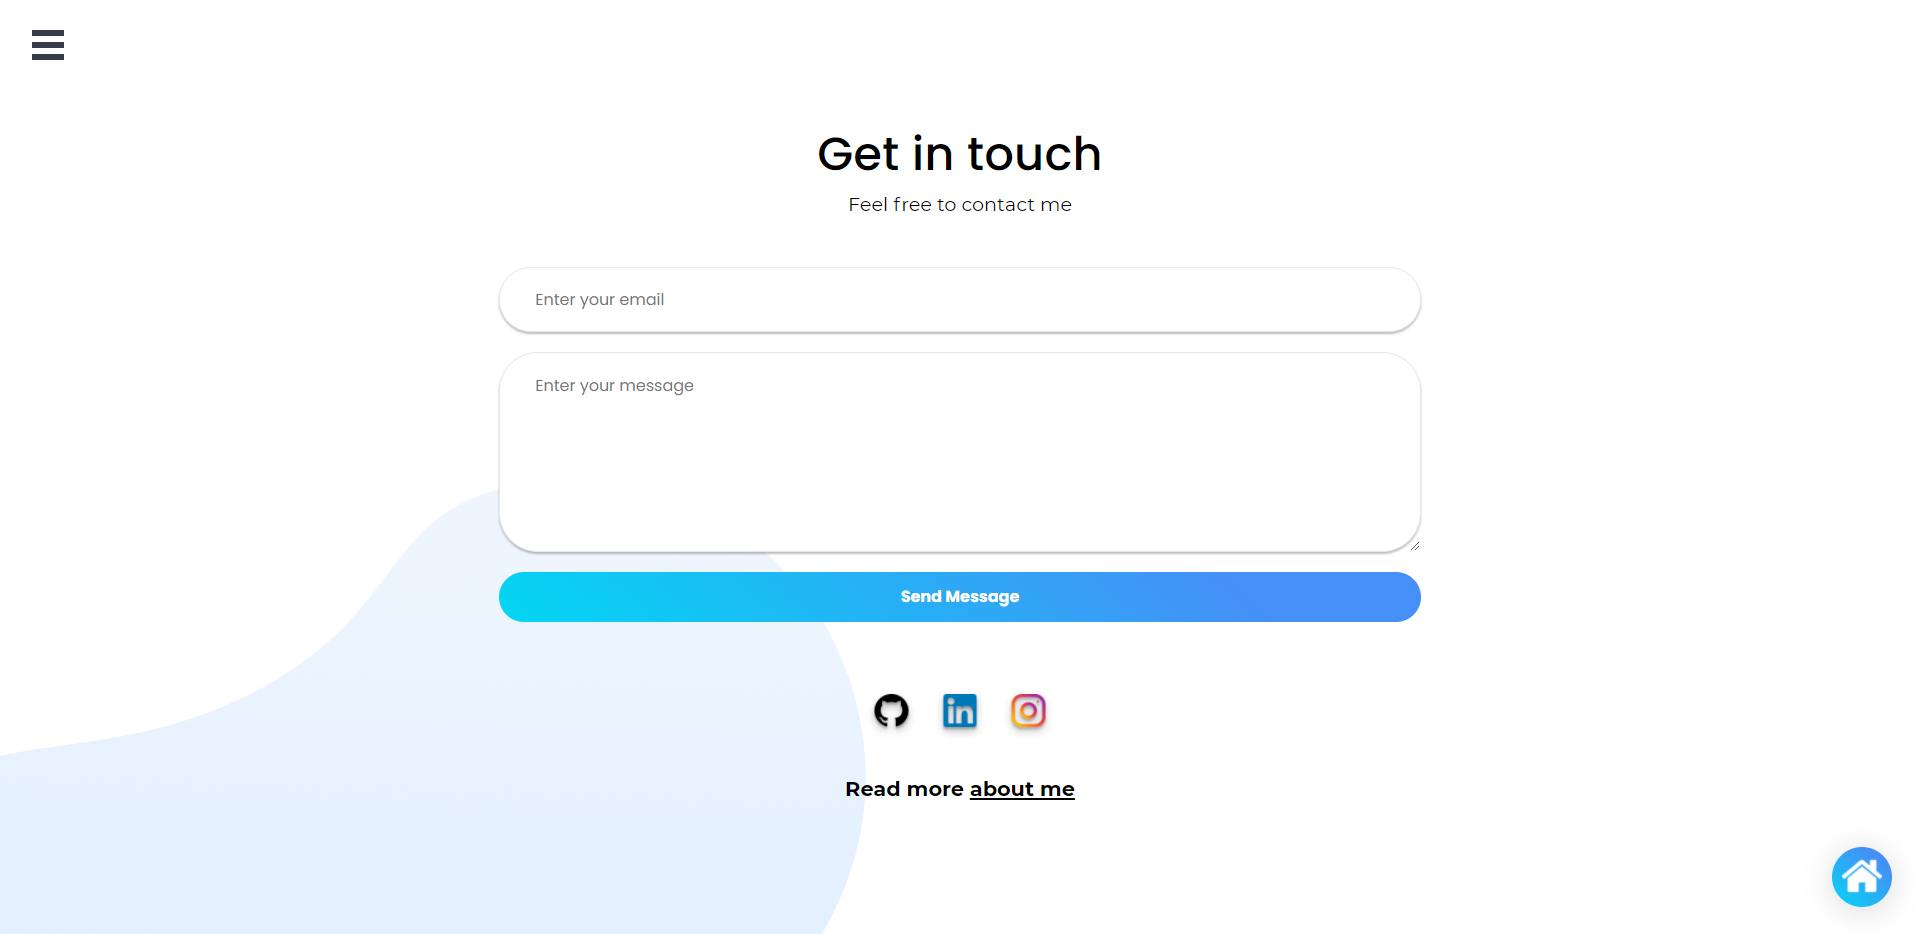 Get in touch
Feel free to contact me
Enter your email
Enter your message
Send Message
in
Read more about me